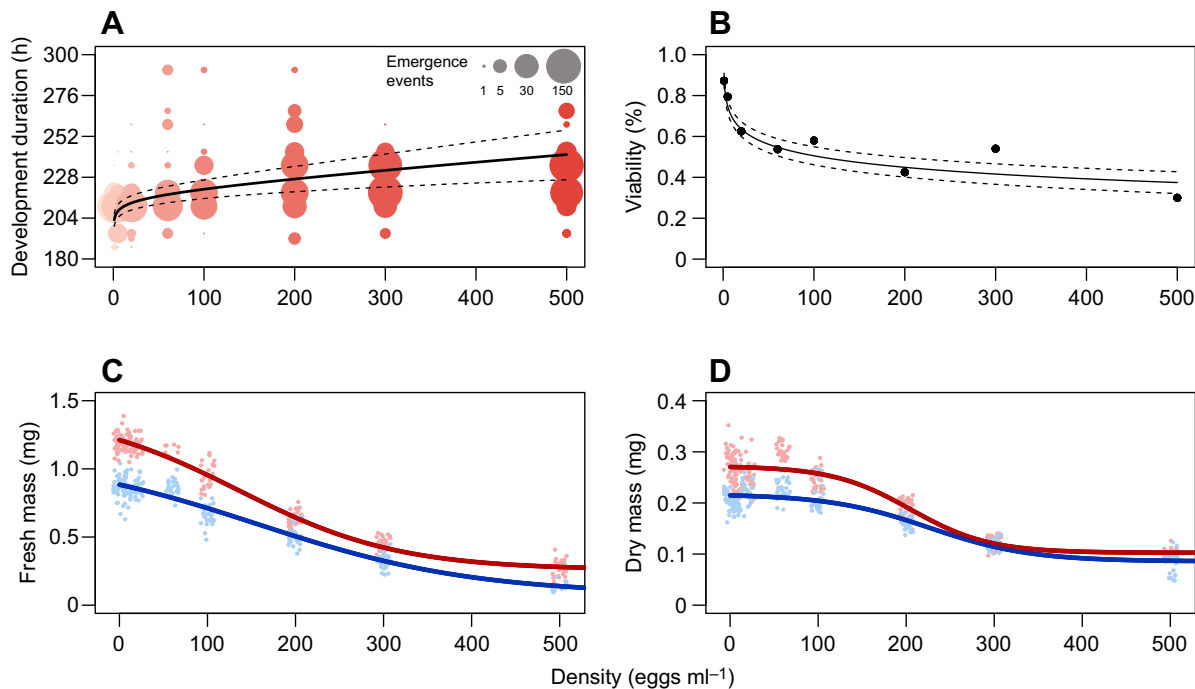 A
Development duration (h)
300
276
252
228
204
180
Emergence
events
1 5 30 150
0 100 200 300 400 500
B
Viability (%)
1.0
0.8
0.6
0.4
0.2
0
0 100 200 300 400 500
C
Fresh mass (mg)
1.5
1.0
0.5
0
0 100 200 300 400 500
D
Dry mass (mg)
0.4
0.3
0.2
0.1
0
0 100 200 300 400 500
Density (eggs ml⁻¹)